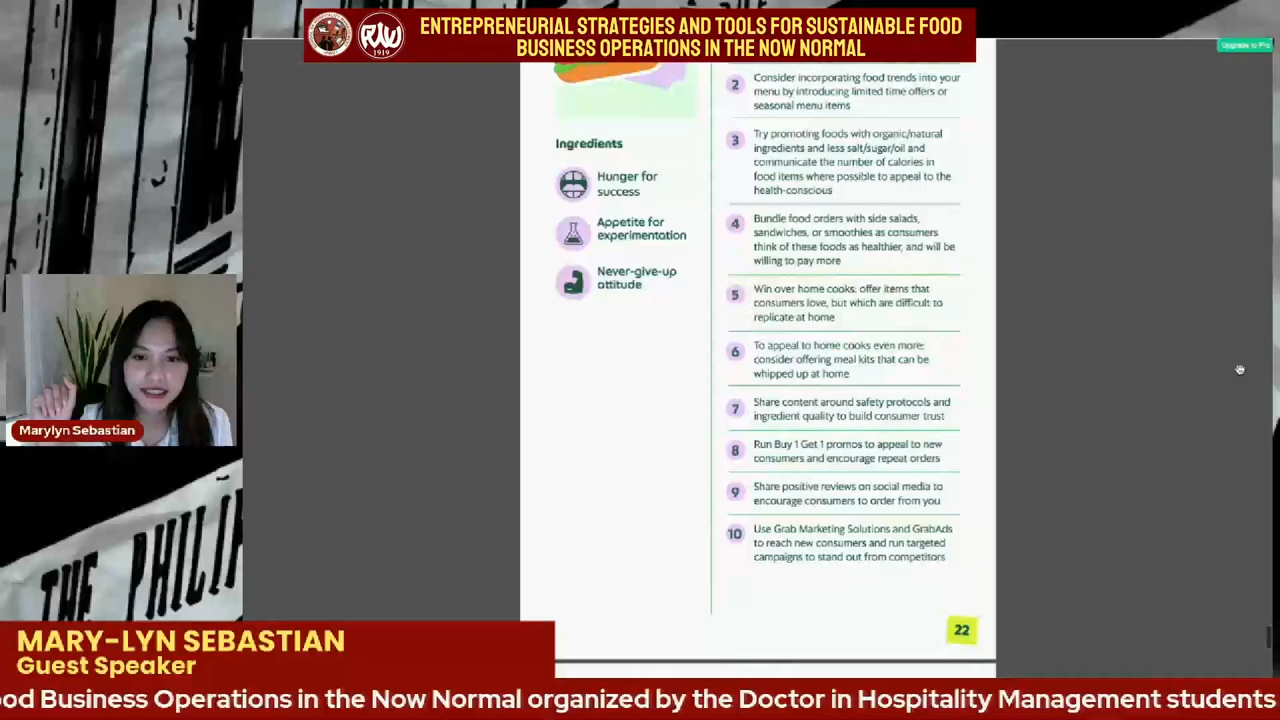 ENTREPRENEURIAL STRATEGIES AND TOOLS FOR SUSTAINABLE FOOD
BUSINESS OPERATIONS IN THE NOW NORMAL
1919
Upgrade to Pro
Ingredients
Hunger for
success
Appetite for
experimentation
Never-give-up
attitude
2 Consider incorporating food trends into your
menu by introducing limited time offers or
seasonal menu items
3 Try promoting foods with organic/natural
ingredients and less salt/sugar/oil and
communicate the number of calories in
food items where possible to appeal to the
health-conscious
4 Bundle food orders with side salads,
sandwiches, or smoothies as consumers
think of these foods as healthier, and will be
willing to pay more
5 Win over home cooks: offer items that
consumers love, but which are difficult to
replicate at home
6 To appeal to home cooks even more:
consider offering meal kits that can be
whipped up at home
7 Share content around safety protocols and
ingredient quality to build consumer trust
8 Run Buy 1 Get 1 promos to appeal to new
consumers and encourage repeat orders
9 Share positive reviews on social media to
encourage consumers to order from you
10 Use Grab Marketing Solutions and GrabAds
to reach new consumers and run targeted
campaigns to stand out from competitors
22
Marylyn Sebastian
THE PHILI
MARY-LYN SEBASTIAN
Guest Speaker
ood Business Operations in the Now Normal organized by the Doctor in Hospitality Management students